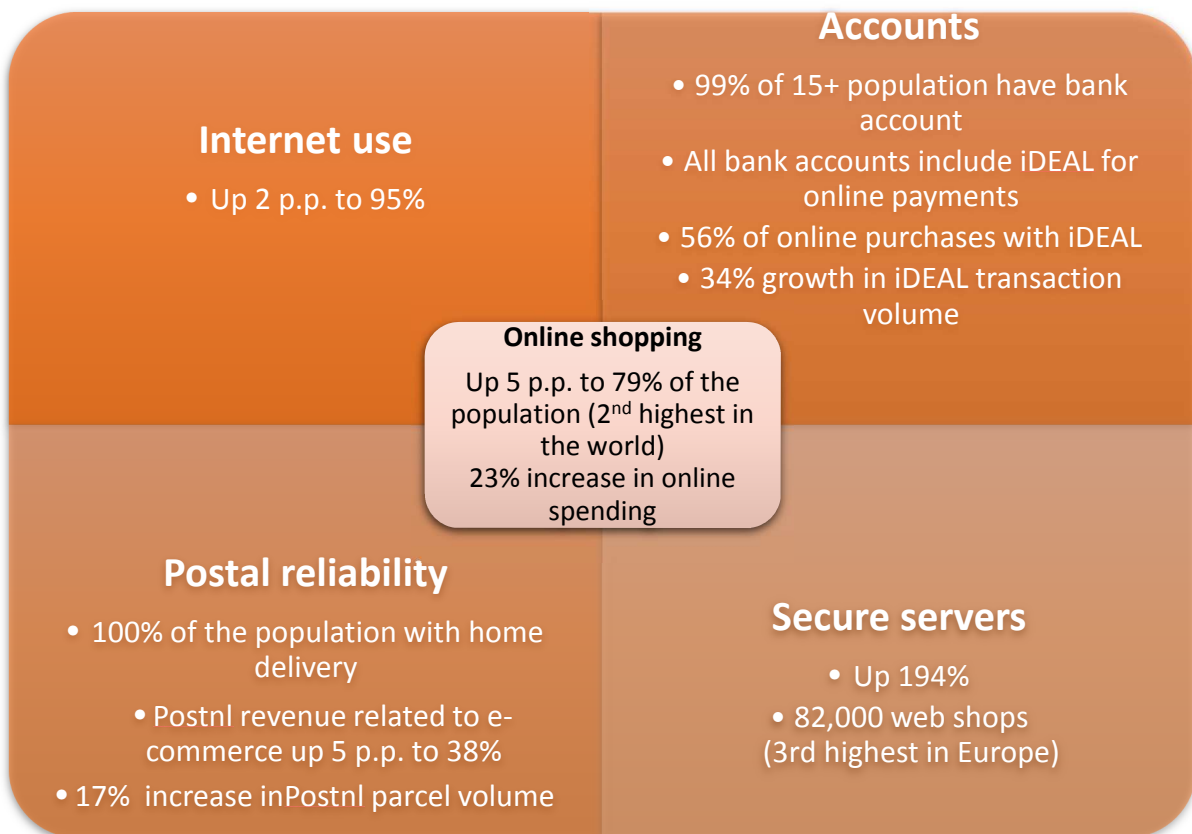 Internet use
• Up 2 p.p. to 95%
Accounts
• 99% of 15+ population have bank
account
• All bank accounts include iDEAL for
online payments
• 56% of online purchases with iDEAL
• 34% growth in iDEAL transaction
volume
Online shopping
Up 5 p.p. to 79% of the
population (2nd highest in
the world)
23% increase in online
spending
Postal reliability
• 100% of the population with home
delivery
• Postnl revenue related to e-
commerce up 5 p.p. to 38%
• 17%  increase inPostnl parcel volume
Secure servers
• Up 194%
• 82,000 web shops
(3rd highest in Europe)